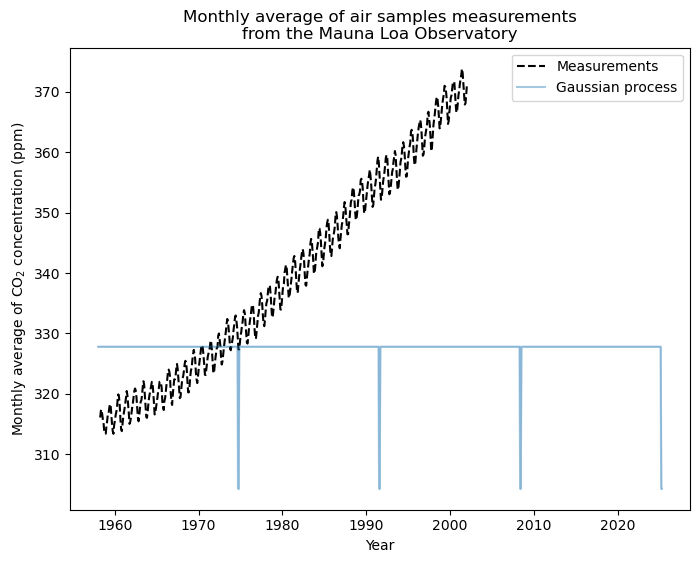 Monthly average of air samples measurements
from the Mauna Loa Observatory
Measurements
Gaussian process
Monthly average of CO₂ concentration (ppm)
370
360
350
340
330
320
310
1960 1970 1980 1990 2000 2010 2020
Year